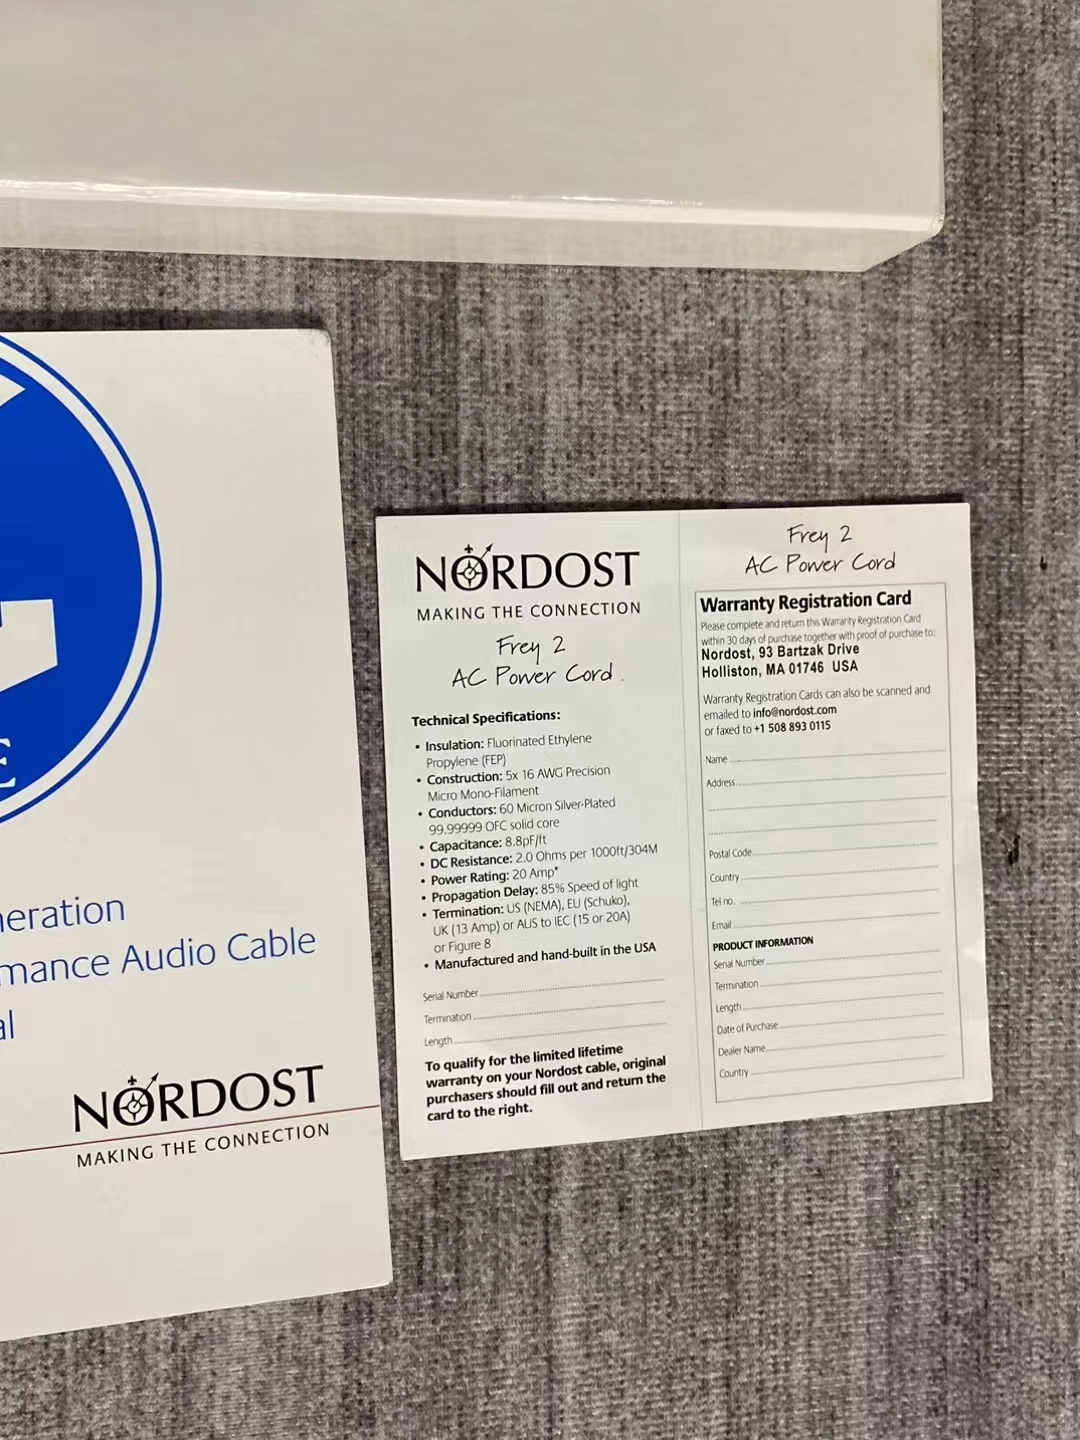 E
neration
mance Audio Cable
al
NORDOST
MAKING THE CONNECTION
NORDOST
MAKING THE CONNECTION
Frey 2
AC Power Cord
Technical Specifications:
• Insulation: Fluorinated Ethylene
Propylene (FEP)
• Construction: 5x 16 AWG Precision
Micro Mono-Filament
• Conductors: 60 Micron Silver-Plated
99.99999 OFC solid core
• Capacitance: 8.8pF/ft
• DC Resistance: 2.0 Ohms per 1000ft/304M
• Power Rating: 20 Amp*
• Propagation Delay: 85% Speed of light
• Termination: US (NEMA), EU (Schuko),
UK (13 Amp) or AUS to IEC (15 or 20A)
or Figure 8
• Manufactured and hand-built in the USA
Serial Number
Termination
Length
To qualify for the limited lifetime
warranty on your Nordost cable, original
purchasers should fill out and return the
card to the right.
Frey 2
AC Power Cord
Warranty Registration Card
Please complete and return this Warranty Registration Card
within 30 days of purchase together with proof of purchase to:
Nordost, 93 Bartzak Drive
Holliston, MA 01746 USA
Warranty Registration Cards can also be scanned and
emailed to info@nordost.com
or faxed to +1 508 893 0115
Name
Address
Postal Code
Country
Tel no.
Email
PRODUCT INFORMATION
Serial Number
Termination
Length
Date of Purchase
Dealer Name
Country